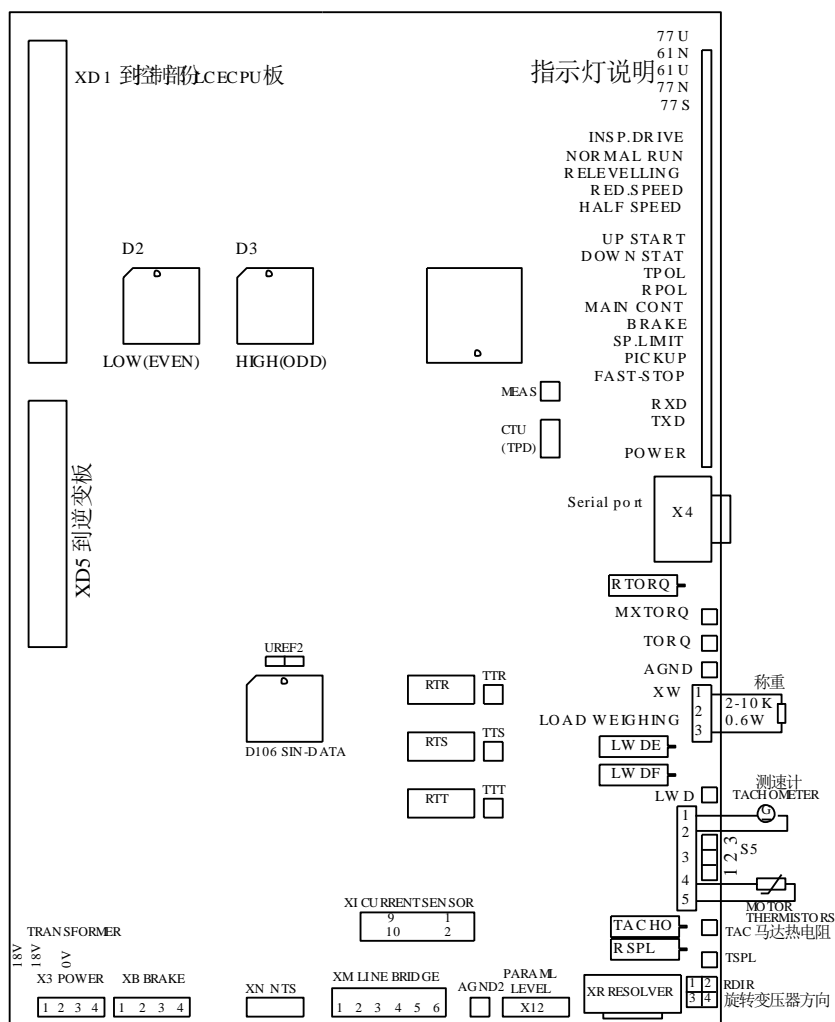 77U
61N
61U
77N
77S
XD1 到控制部份LCECPU板
指示灯说明
INSP.DRIVE
NORMAL RUN
RELEVELLING
RED.SPEED
HALF SPEED
UP START
DOWN STAT
TPOL
RPOL
MAIN CONT
BRAKE
SP.LIMIT
PICKUP
FAST-STOP
RXD
TXD
POWER
D2
D3
LOW(EVEN)
HIGH(ODD)
MEAS
CTU
(TPD)
XD5 到逆变板
Serial port
X4
RTORQ
MXTORQ
TORQ
AGND
XW
1
2
3
称重
2-10K
0.6W
LOAD WEIGHING
UREF2
D106 SIN-DATA
RTR
TTR
RTS
TTS
RTT
TTT
LWDE
LWDF
LWD
测速计
TACHOMETER
G
1
2
3
4
5
S5
1 2 3
MOTOR
THERMISTORS
XI CURRENT SENSOR
9 1
10 2
TACHO
TAC 马达热电阻
RSPL
TSPL
TRANSFORMER
18V
18V
0V
X3 POWER
1 2 3 4
XB BRAKE
1 2 3 4
XN NTS
XM LINE BRIDGE
1 2 3 4 5 6
AGND2
PARAML
LEVEL
X12
XR RESOLVER
1 2
3 4
RDIR
旋转变压器方向